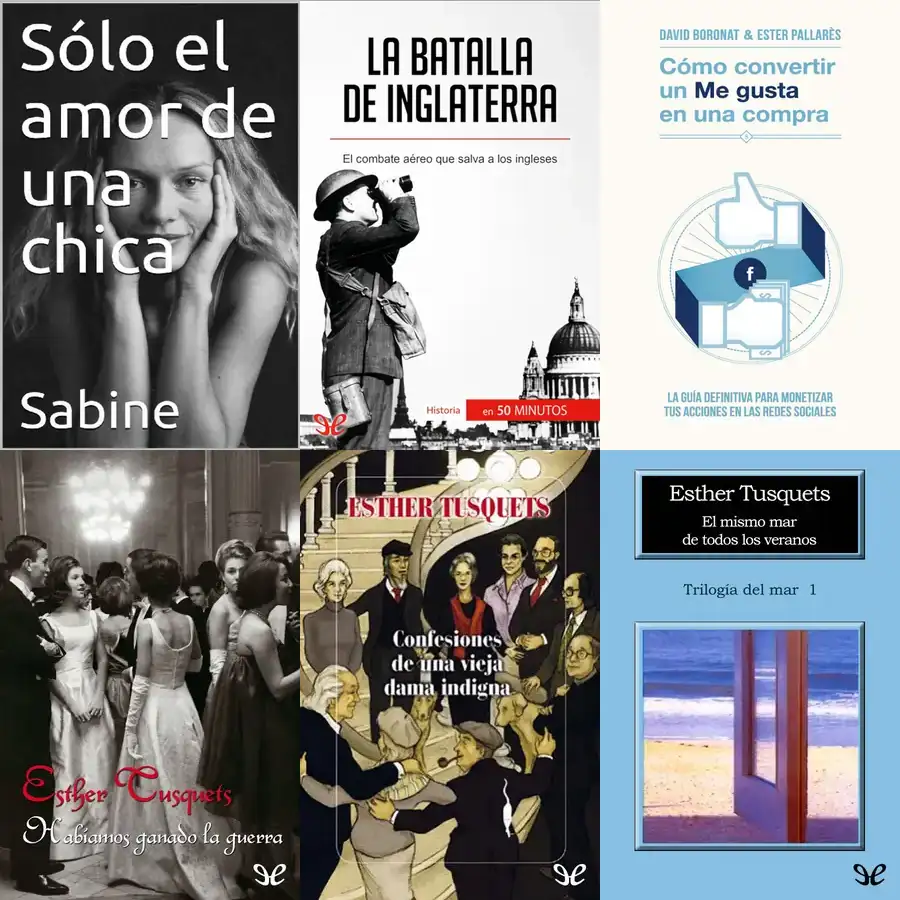 Sólo el
amor de
una
chica
Sabine
LA BATALLA
DE INGLATERRA
El combate aéreo que salva a los ingleses
Historia
en 50 MINUTOS
DAVID BORONAT & ESTER PALLARÈS
Cómo convertir
un Me gusta
en una compra
f
LA GUÍA DEFINITIVA PARA MONETIZAR
TUS ACCIONES EN LAS REDES SOCIALES
Esther Tusquets
Habíamos ganado la guerra
ESTHER TUSQUETS
Confesiones
de una vieja
dama indigna
Esther Tusquets
El mismo mar
de todos los veranos
Trilogía del mar 1